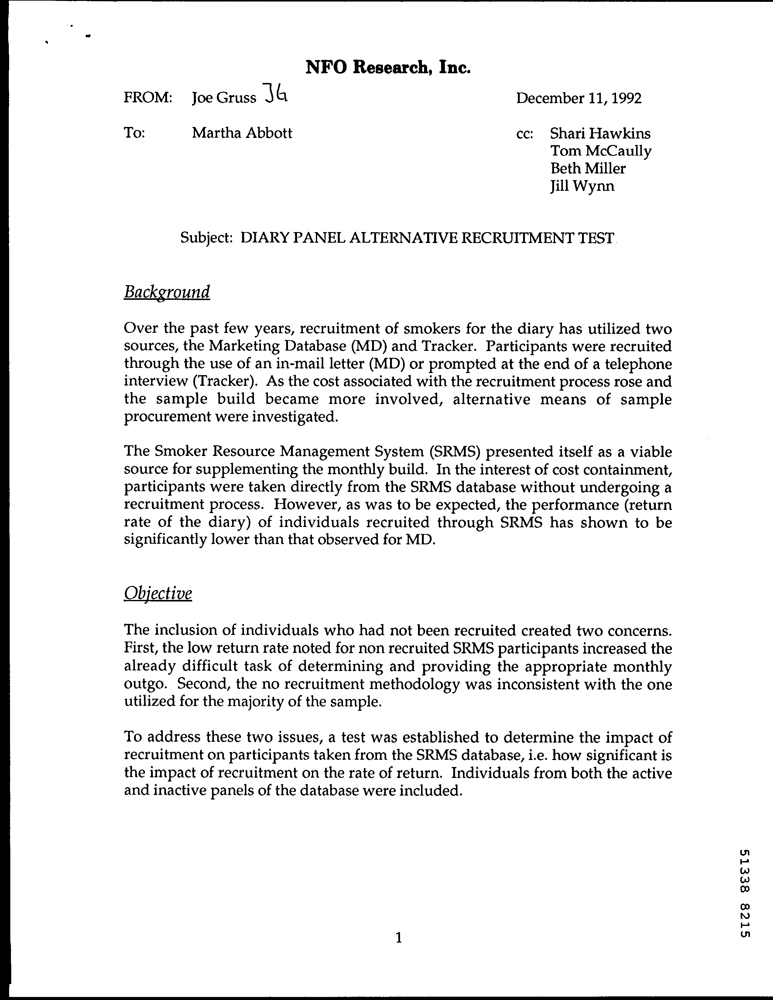 NFO Research, Inc.
FROM: Joe Gruss JG
December 11, 1992
To: Martha Abbott
cc: Shari Hawkins
Tom McCaully
Beth Miller
Jill Wynn
Subject: DIARY PANEL ALTERNATIVE RECRUITMENT TEST
Background
Over the past few years, recruitment of smokers for the diary has utilized two
sources, the Marketing Database (MD) and Tracker. Participants were recruited
through the use of an in-mail letter (MD) or prompted at the end of a telephone
interview (Tracker). As the cost associated with the recruitment process rose and
the sample build became more involved, alternative means of sample
procurement were investigated.
The Smoker Resource Management System (SRMS) presented itself as a viable
source for supplementing the monthly build. In the interest of cost containment,
participants were taken directly from the SRMS database without undergoing a
recruitment process. However, as was to be expected, the performance (return
rate of the diary) of individuals recruited through SRMS has shown to be
significantly lower than that observed for MD.
Objective
The inclusion of individuals who had not been recruited created two concerns.
First, the low return rate noted for non recruited SRMS participants increased the
already difficult task of determining and providing the appropriate monthly
outgo. Second, the no recruitment methodology was inconsistent with the one
utilized for the majority of the sample.
To address these two issues, a test was established to determine the impact of
recruitment on participants taken from the SRMS database, i.e. how significant is
the impact of recruitment on the rate of return. Individuals from both the active
and inactive panels of the database were included.
51338 8215
1